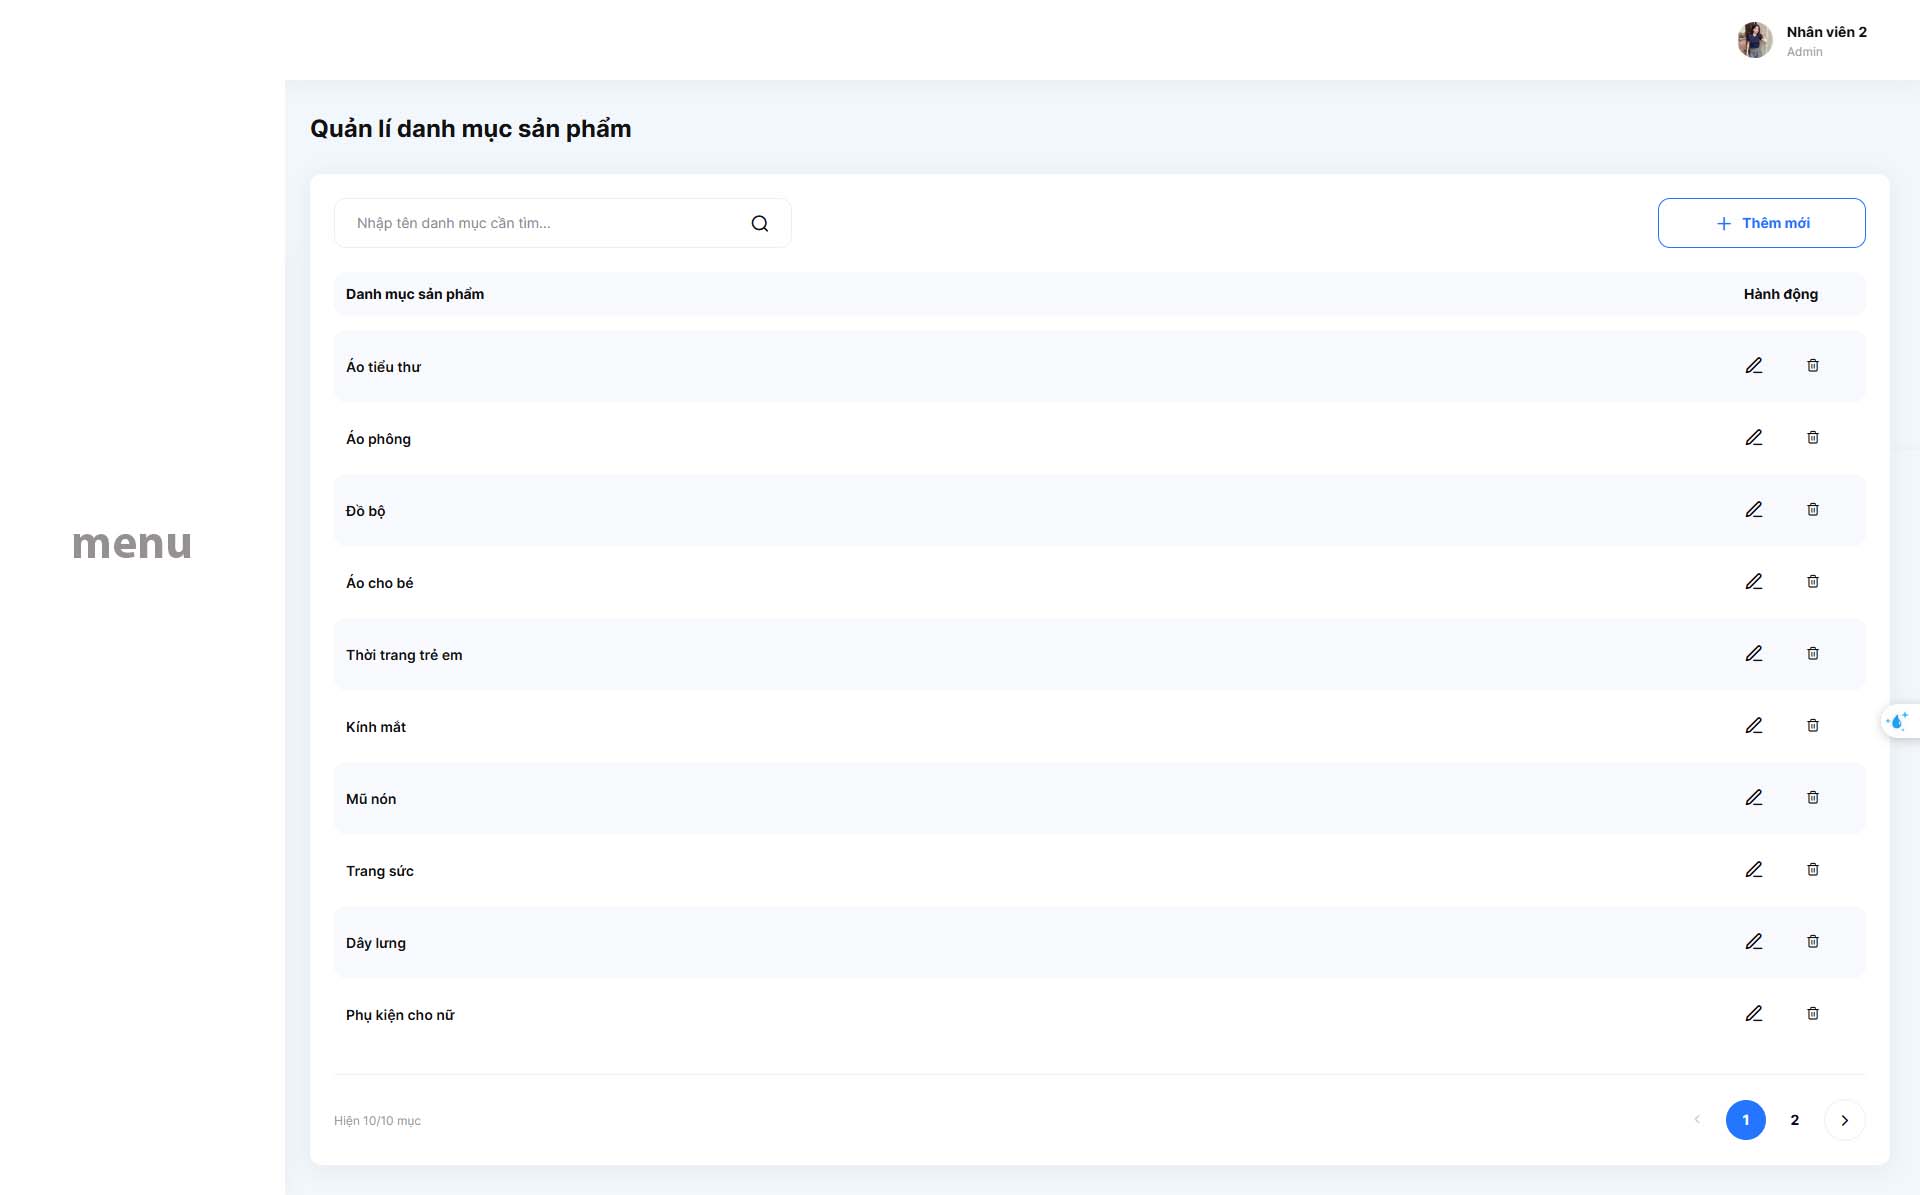 Nhân viên 2
Admin
Quản lí danh mục sản phẩm
Nhập tên danh mục cần tìm...
Thêm mới
Danh mục sản phẩm Hành động
Áo tiểu thư
Áo phông
Đồ bộ
Áo cho bé
menu
Thời trang trẻ em
Kính mắt
Mũ nón
Trang sức
Dây lưng
Phụ kiện cho nữ
Hiện 10/10 mục
1 2